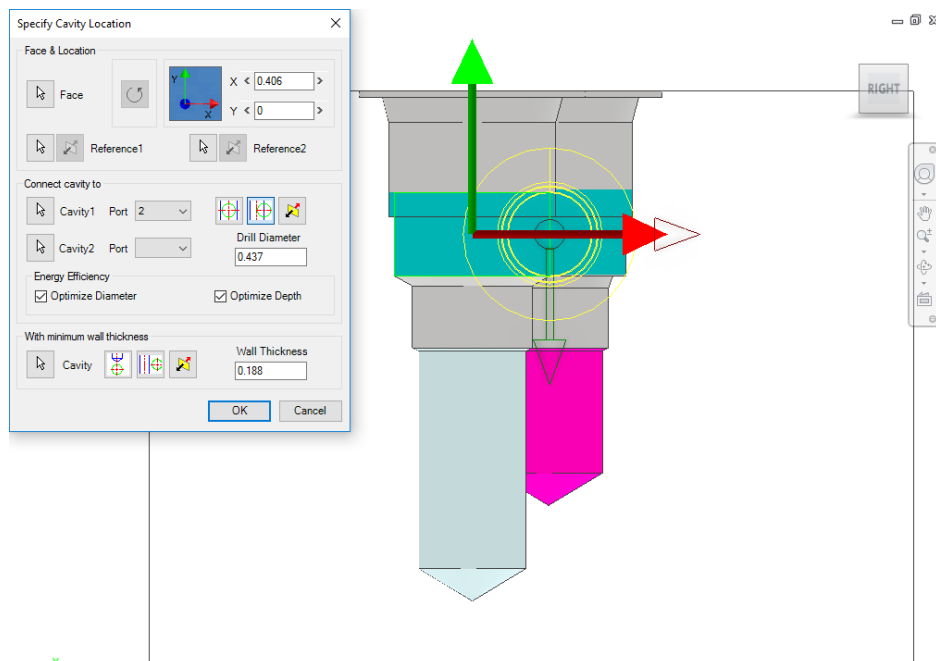 Specify Cavity Location
Face & Location
Face
Y
X
X < 0.406 >
Y < 0 >
Reference1
Reference2
Connect cavity to
Cavity1 Port 2
Cavity2 Port
Drill Diameter
0.437
Energy Efficiency
Optimize Diameter
Optimize Depth
With minimum wall thickness
Cavity
Wall Thickness
0.188
OK
Cancel
RIGHT